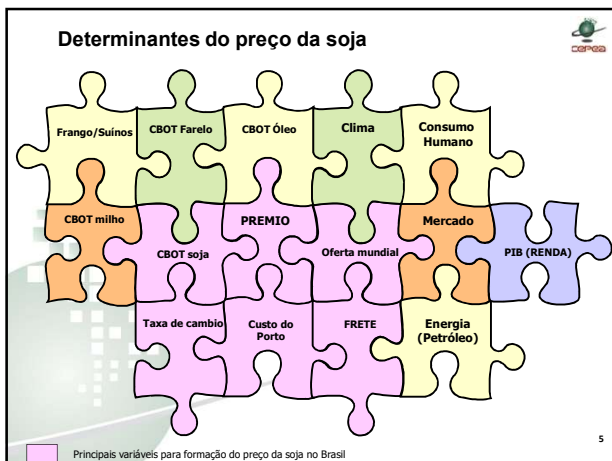 Determinantes do preço da soja
cepea
Frango/Suínos
CBOT Farelo
CBOT Óleo
Clima
Consumo
Humano
CBOT milho
CBOT soja
PREMIO
Oferta mundial
Mercado
PIB (RENDA)
Taxa de cambio
Custo do
Porto
FRETE
Energia
(Petróleo)
5
Principais variáveis para formação do preço da soja no Brasil